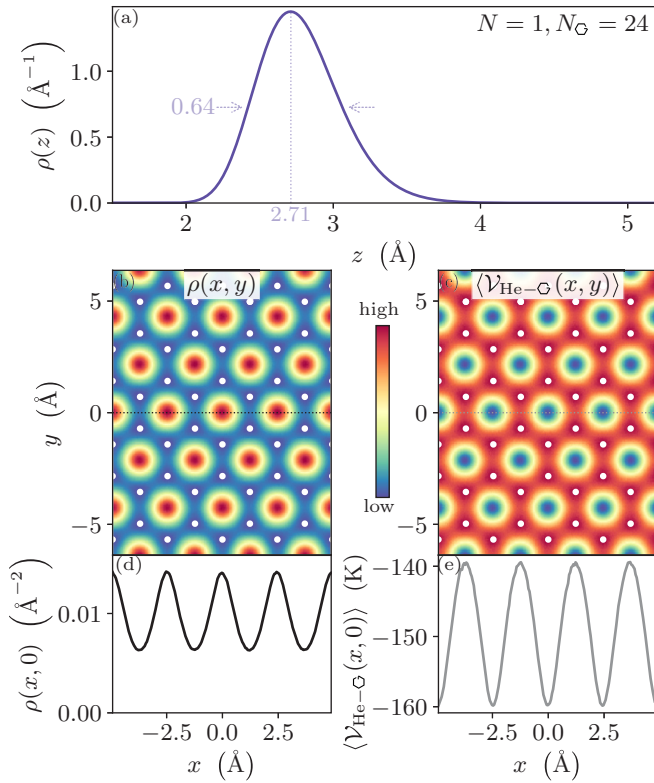 (a)
N = 1, N⌬ = 24
ρ(z) (Å⁻¹)
1.0
0.5
0.0
0.64
2.71
2 3 4 5
z (Å)
(b) ρ(x, y)
(c) ⟨𝒱He−⌬(x, y)⟩
high
low
y (Å)
5
0
−5
5
0
−5
(d)
(e)
ρ(x, 0) (Å⁻²)
0.01
0.00
⟨𝒱He−⌬(x, 0)⟩ (K)
−140
−150
−160
−2.5 0.0 2.5
−2.5 0.0 2.5
x (Å)
x (Å)